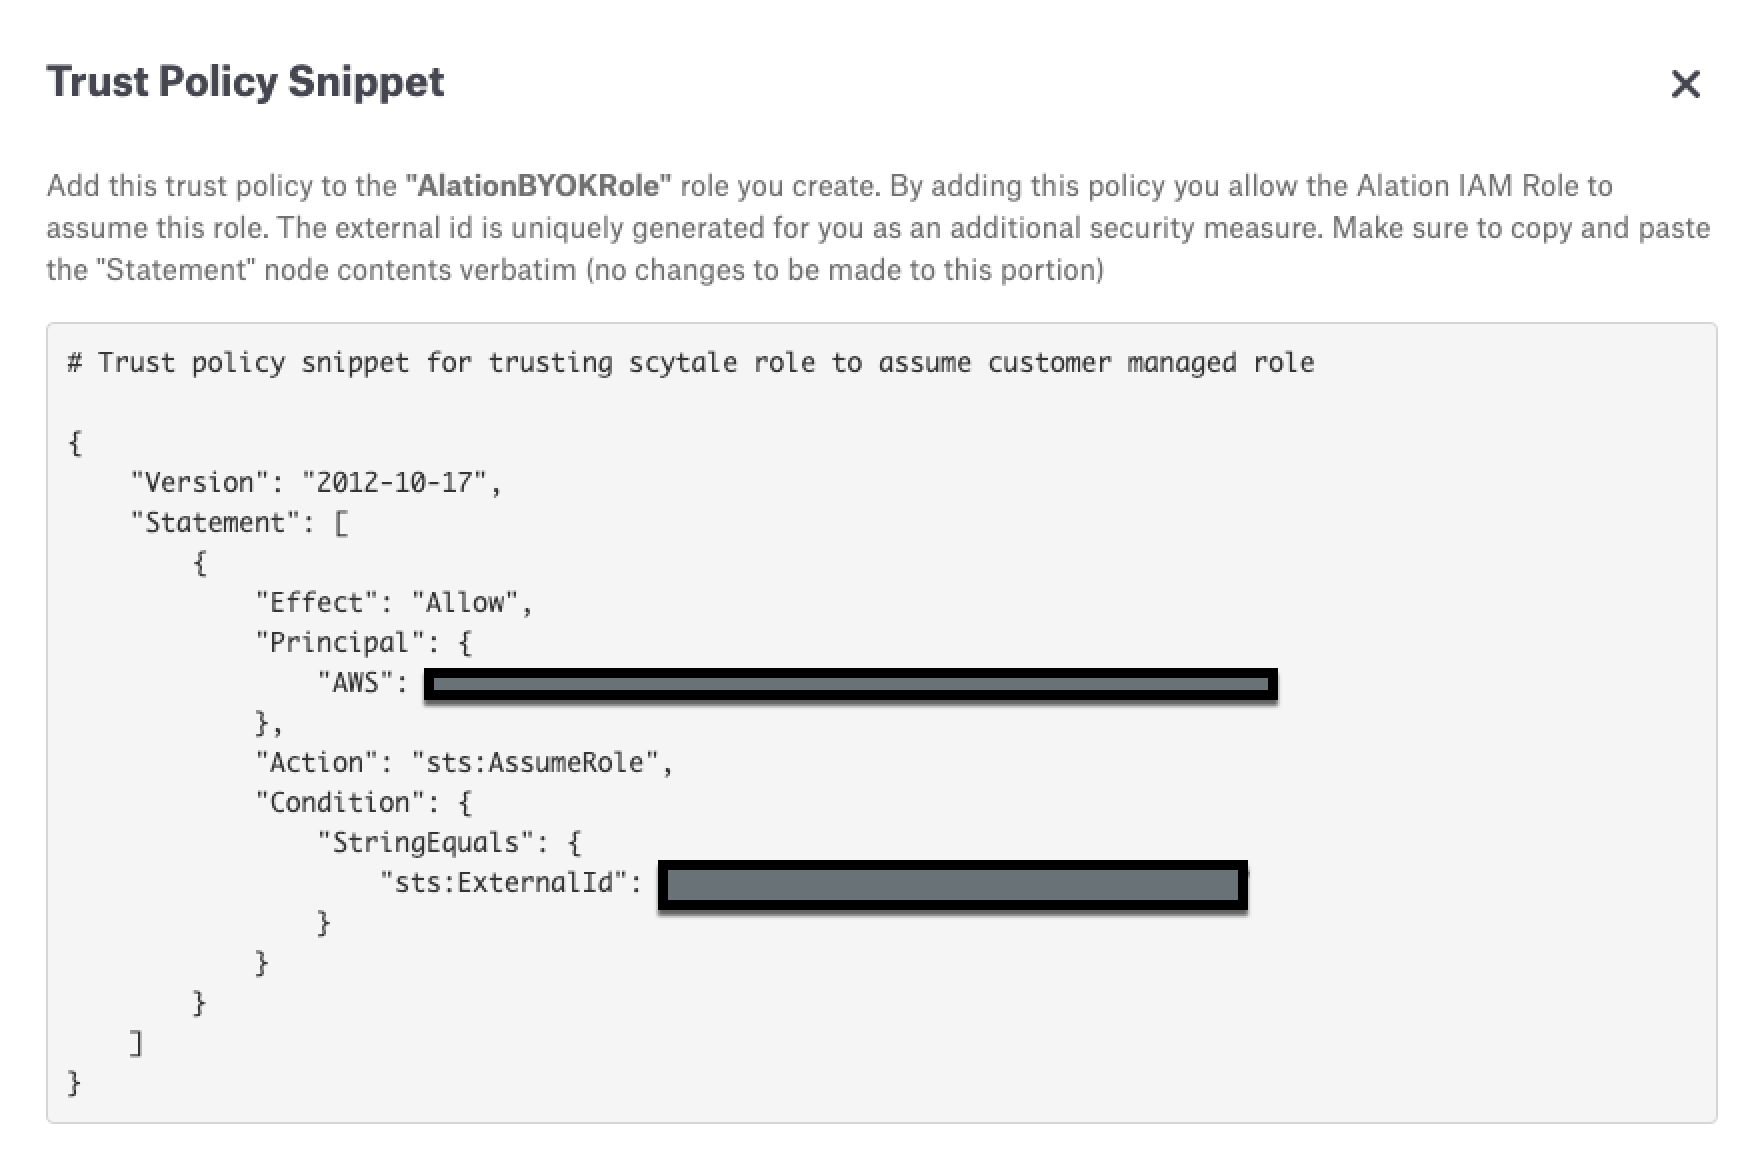 Trust Policy Snippet
Add this trust policy to the "AlationBYOKRole" role you create. By adding this policy you allow the Alation IAM Role to
assume this role. The external id is uniquely generated for you as an additional security measure. Make sure to copy and paste
the "Statement" node contents verbatim (no changes to be made to this portion)
# Trust policy snippet for trusting scytale role to assume customer managed role
{
    "Version": "2012-10-17",
    "Statement": [
        {
            "Effect": "Allow",
            "Principal": {
                "AWS":
            },
            "Action": "sts:AssumeRole",
            "Condition": {
                "StringEquals": {
                    "sts:ExternalId":
                }
            }
        }
    ]
}